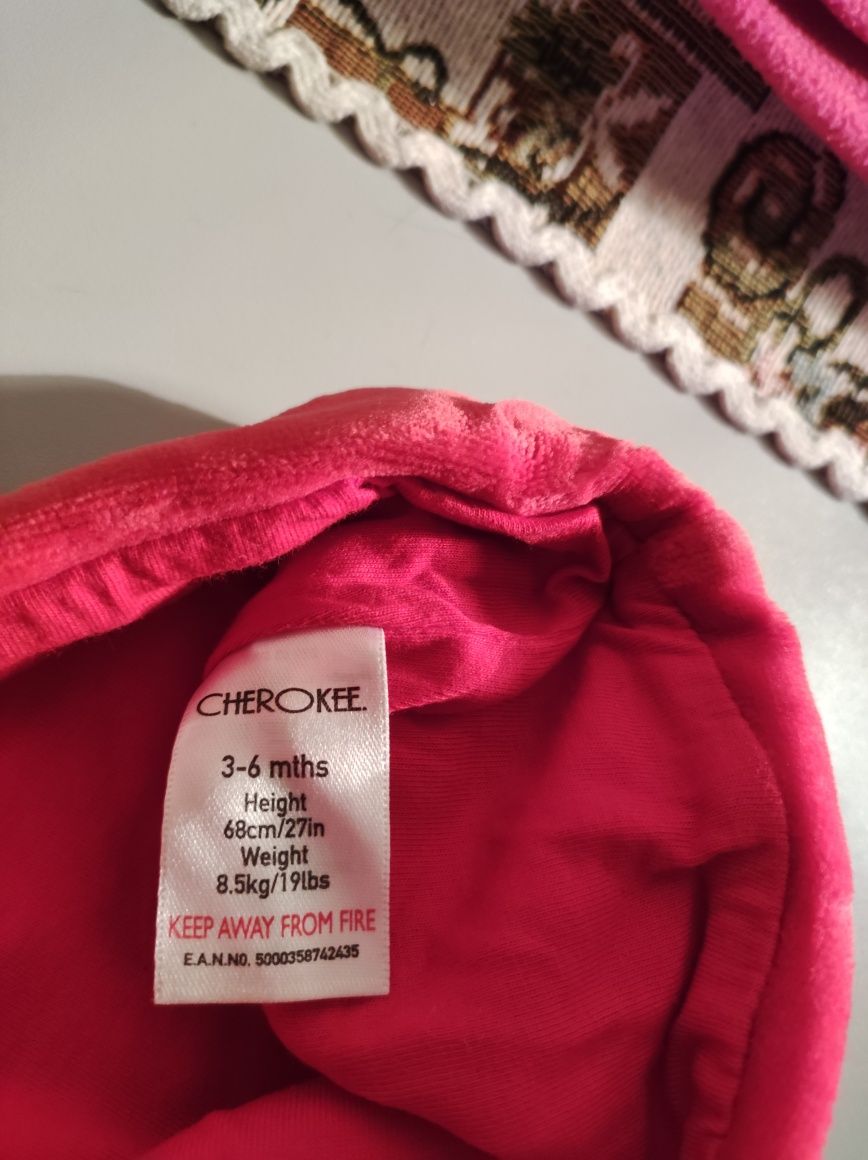 CHEROKEE.
3-6 mths
Height
68cm/27in
Weight
8.5kg/19lbs
KEEP AWAY FROM FIRE
E.A.N.NO. 5000358742435